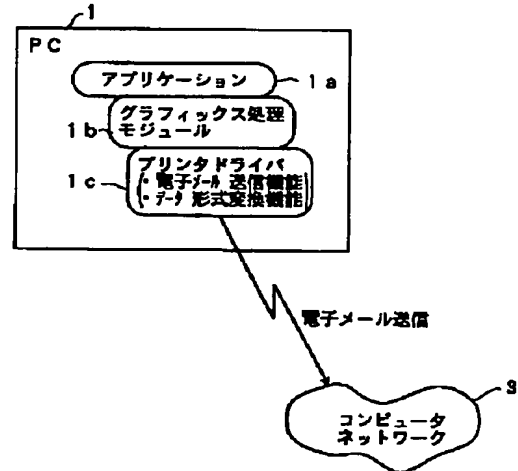 1
PC
アプリケーション
1a
グラフィックス処理
モジュール
1b
プリンタドライバ
・電子メール 送信機能
・データ 形式変換機能
1c
電子メール送信
3
コンピュータ
ネットワーク